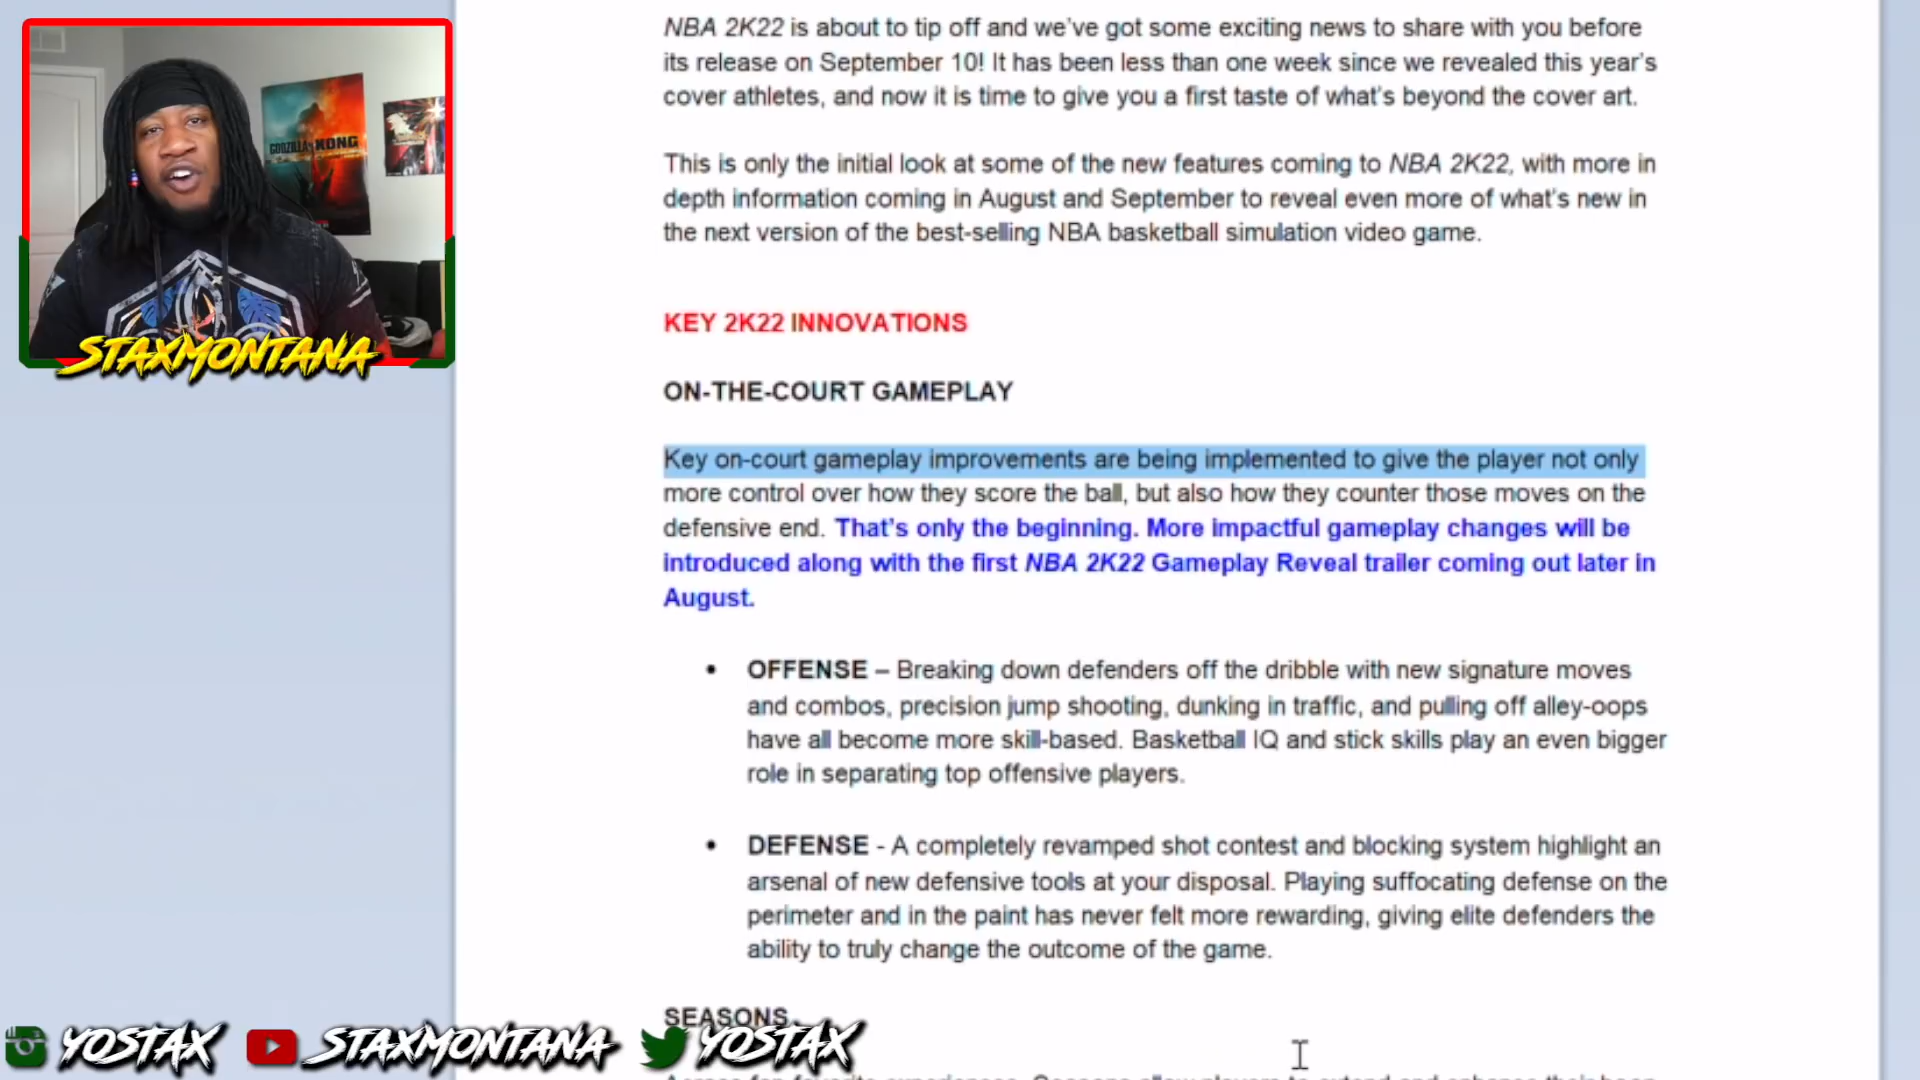 NBA 2K22 is about to tip off and we've got some exciting news to share with you before
its release on September 10! It has been less than one week since we revealed this year's
cover athletes, and now it is time to give you a first taste of what's beyond the cover art.
This is only the initial look at some of the new features coming to NBA 2K22, with more in
depth information coming in August and September to reveal even more of what's new in
the next version of the best-selling NBA basketball simulation video game.
GODZILLA KONG
STAXMONTANA
KEY 2K22 INNOVATIONS
ON-THE-COURT GAMEPLAY
Key on-court gameplay improvements are being implemented to give the player not only
more control over how they score the ball, but also how they counter those moves on the
defensive end. That's only the beginning. More impactful gameplay changes will be
introduced along with the first NBA 2K22 Gameplay Reveal trailer coming out later in
August.
• OFFENSE – Breaking down defenders off the dribble with new signature moves
and combos, precision jump shooting, dunking in traffic, and pulling off alley-oops
have all become more skill-based. Basketball IQ and stick skills play an even bigger
role in separating top offensive players.
• DEFENSE - A completely revamped shot contest and blocking system highlight an
arsenal of new defensive tools at your disposal. Playing suffocating defense on the
perimeter and in the paint has never felt more rewarding, giving elite defenders the
ability to truly change the outcome of the game.
SEASONS
YOSTAX STAXMONTANA YOSTAX